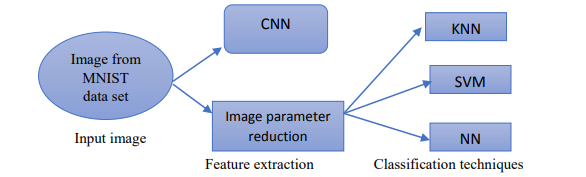 CNN
KNN
Image from
MNIST
data set
SVM
Image parameter
reduction
Input image
NN
Feature extraction
Classification techniques